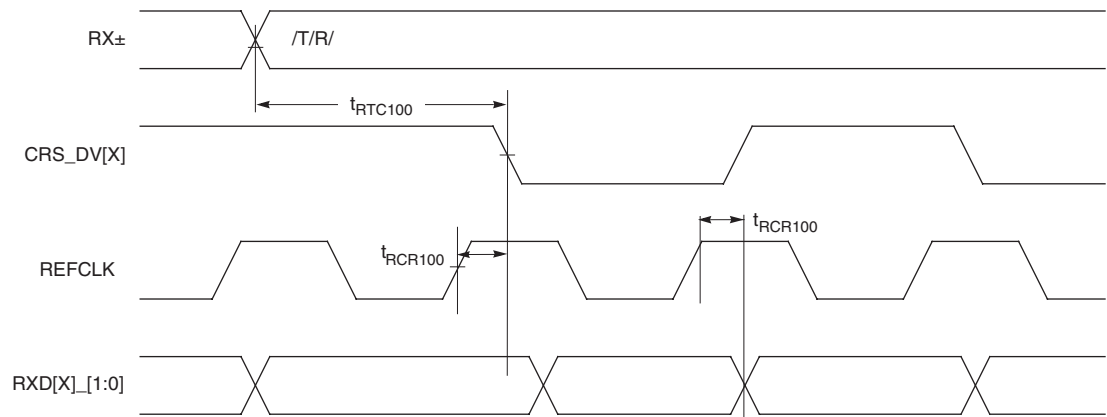 RX±
/T/R/
tRTC100
CRS_DV[X]
tRCR100
tRCR100
REFCLK
RXD[X]_[1:0]